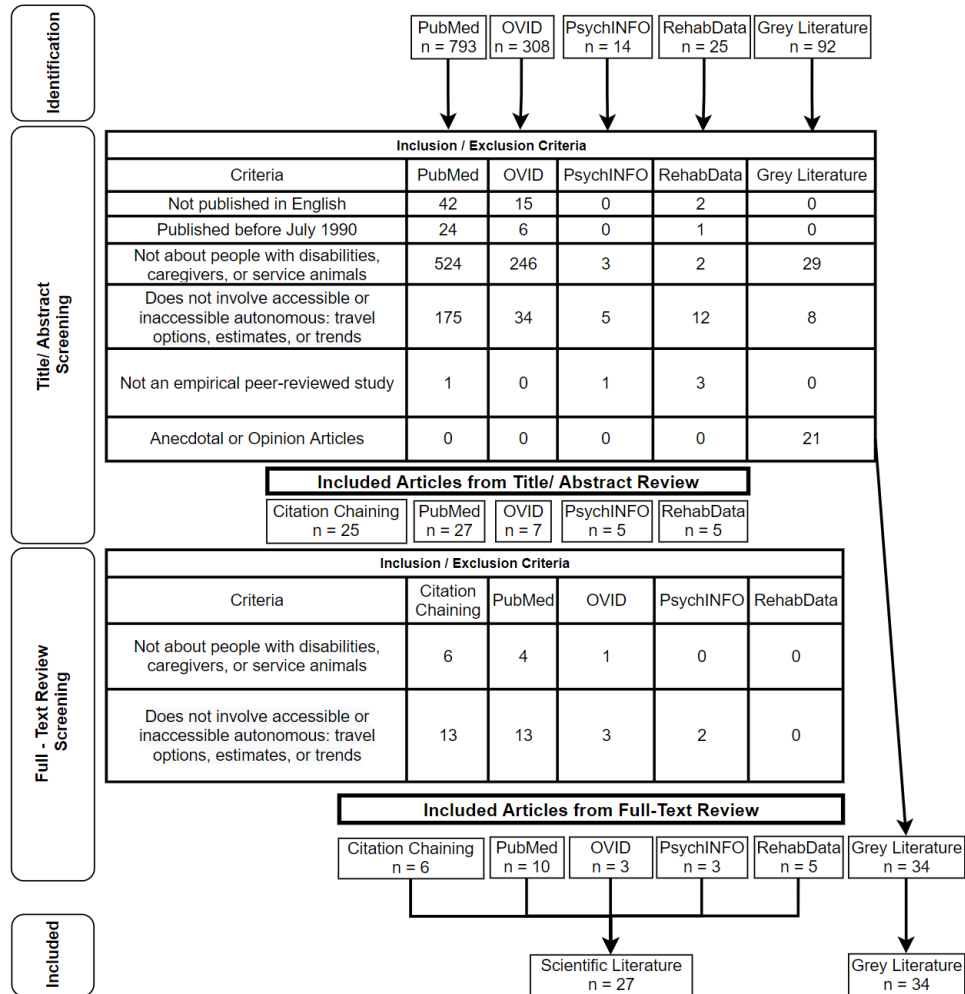 Identification
PubMed
n = 793
OVID
n = 308
PsychINFO
n = 14
RehabData
n = 25
Grey Literature
n = 92
Title/ Abstract
Screening
Inclusion / Exclusion Criteria
Criteria PubMed OVID PsychINFO RehabData Grey Literature
Not published in English 42 15 0 2 0
Published before July 1990 24 6 0 1 0
Not about people with disabilities,
caregivers, or service animals
524 246 3 2 29
Does not involve accessible or
inaccessible autonomous: travel
options, estimates, or trends
175 34 5 12 8
Not an empirical peer-reviewed study 1 0 1 3 0
Anecdotal or Opinion Articles 0 0 0 0 21
Included Articles from Title/ Abstract Review
Citation Chaining
n = 25
PubMed
n = 27
OVID
n = 7
PsychINFO
n = 5
RehabData
n = 5
Full - Text Review
Screening
Inclusion / Exclusion Criteria
Criteria
Citation
Chaining
PubMed OVID PsychINFO RehabData
Not about people with disabilities,
caregivers, or service animals
6 4 1 0 0
Does not involve accessible or
inaccessible autonomous: travel
options, estimates, or trends
13 13 3 2 0
Included Articles from Full-Text Review
Citation Chaining
n = 6
PubMed
n = 10
OVID
n = 3
PsychINFO
n = 3
RehabData
n = 5
Grey Literature
n = 34
Included
Scientific Literature
n = 27
Grey Literature
n = 34